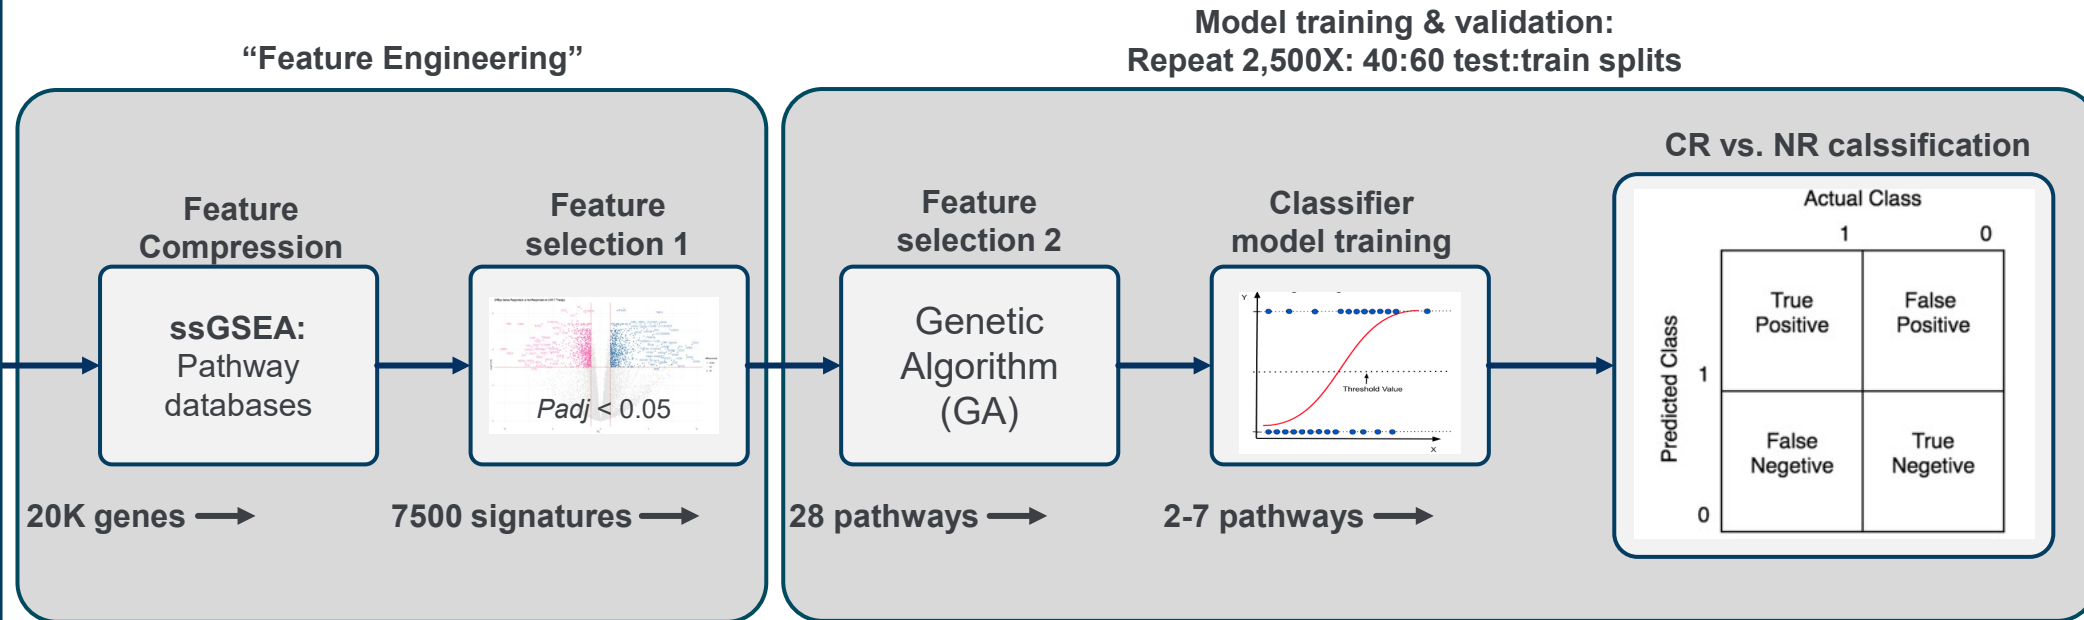 “Feature Engineering”
Model training & validation:
Repeat 2,500X: 40:60 test:train splits
Feature
Compression
ssGSEA:
Pathway
databases
Feature
selection 1
Padj < 0.05
Feature
selection 2
Genetic
Algorithm
(GA)
Classifier
model training
Y
Threshold Value
X
CR vs. NR calssification
Actual Class
1
0
Predicted Class
1
0
True
Positive
False
Positive
False
Negetive
True
Negetive
20K genes
7500 signatures
28 pathways
2-7 pathways